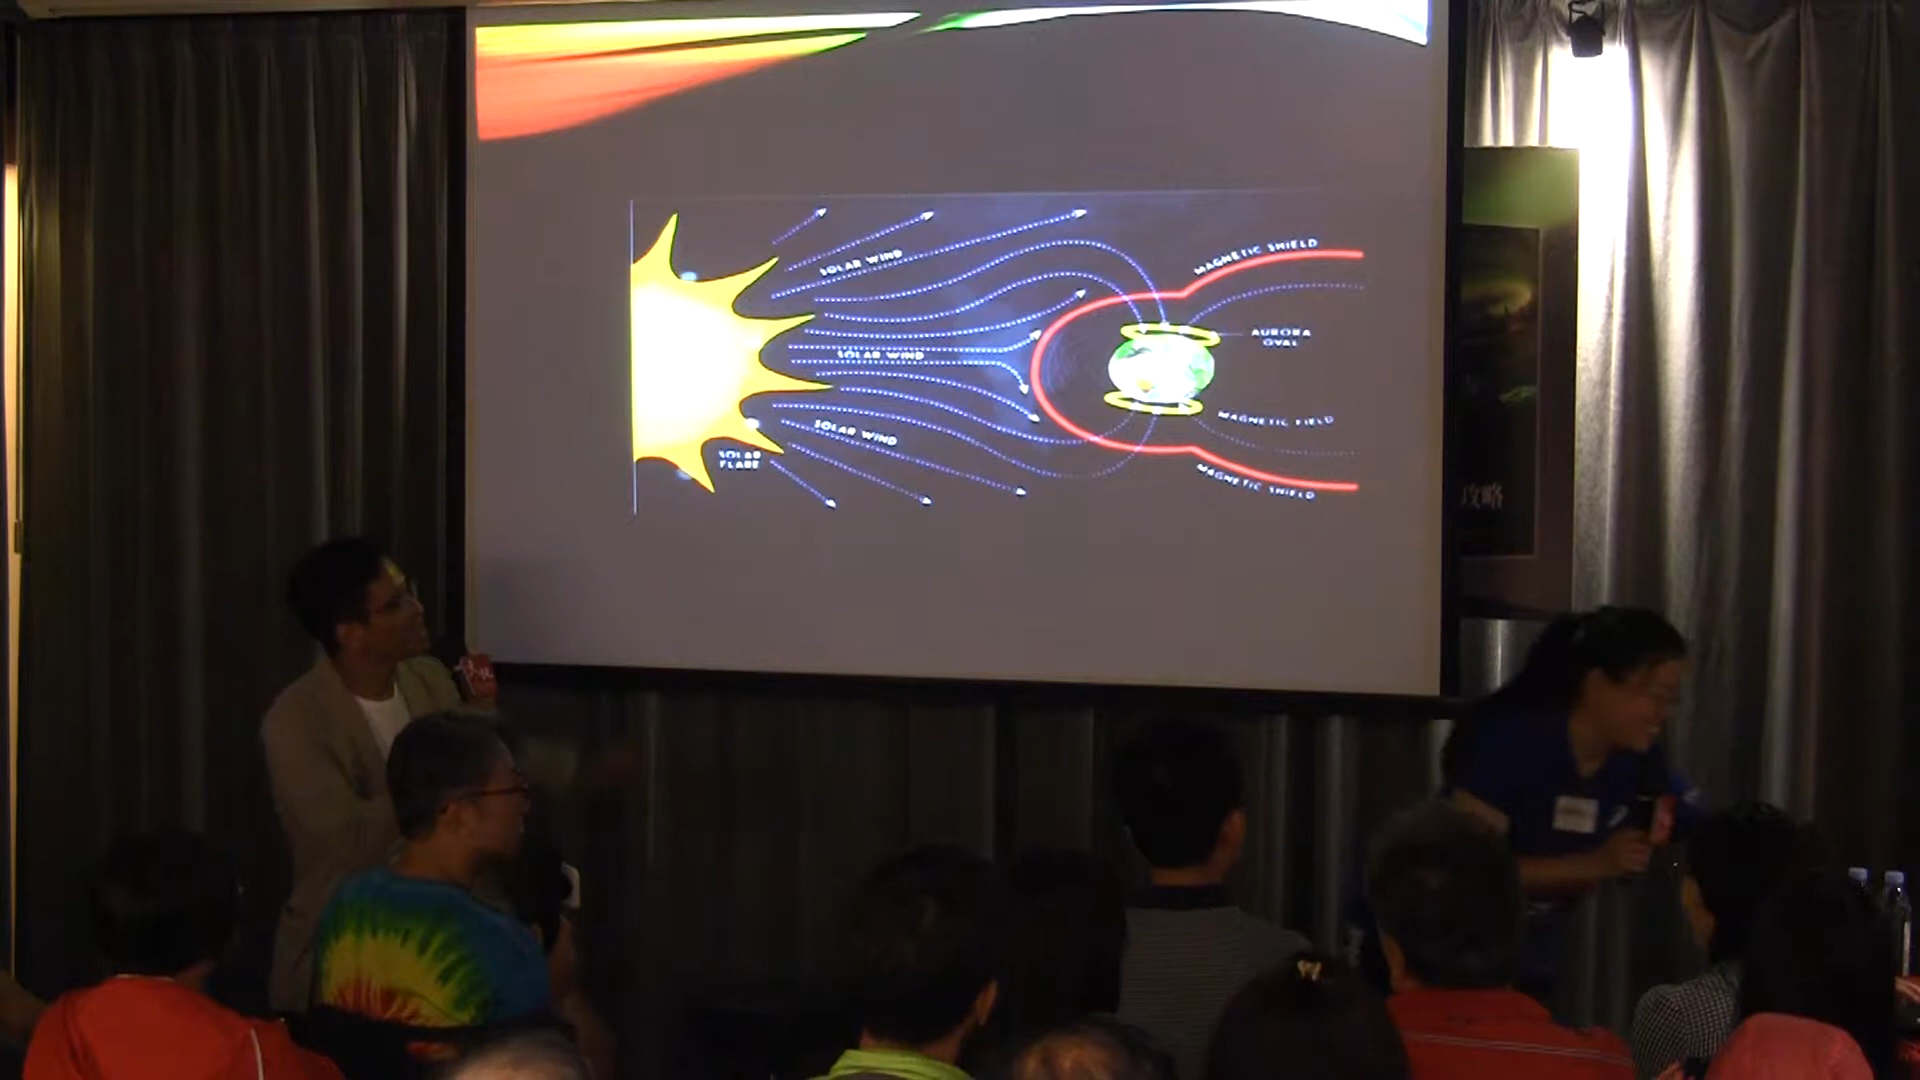 MAGNETIC SHIELD
SOLAR WIND
AURORA
OVAL
SOLAR WIND
MAGNETIC FIELD
SOLAR WIND
SOLAR
FLARE
MAGNETIC SHIELD
攻略